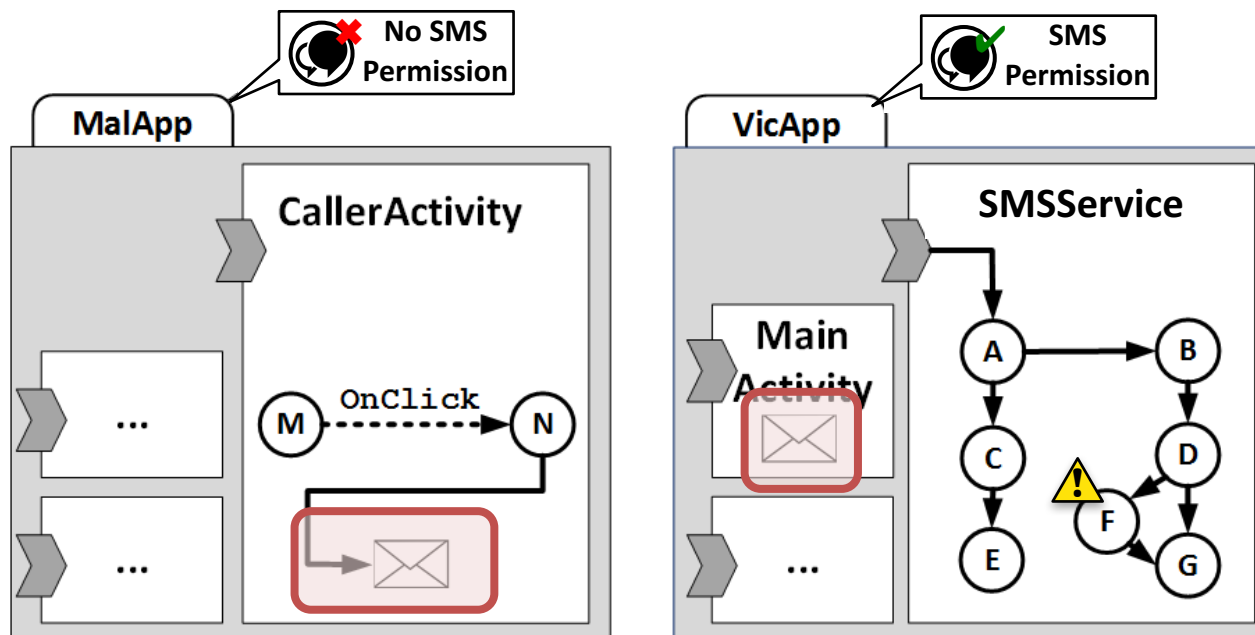 No SMS
Permission
MalApp
CallerActivity
M
OnClick
N
...
...
SMS
Permission
VicApp
SMSService
Main
Activity
...
A
B
C
D
F
E
G